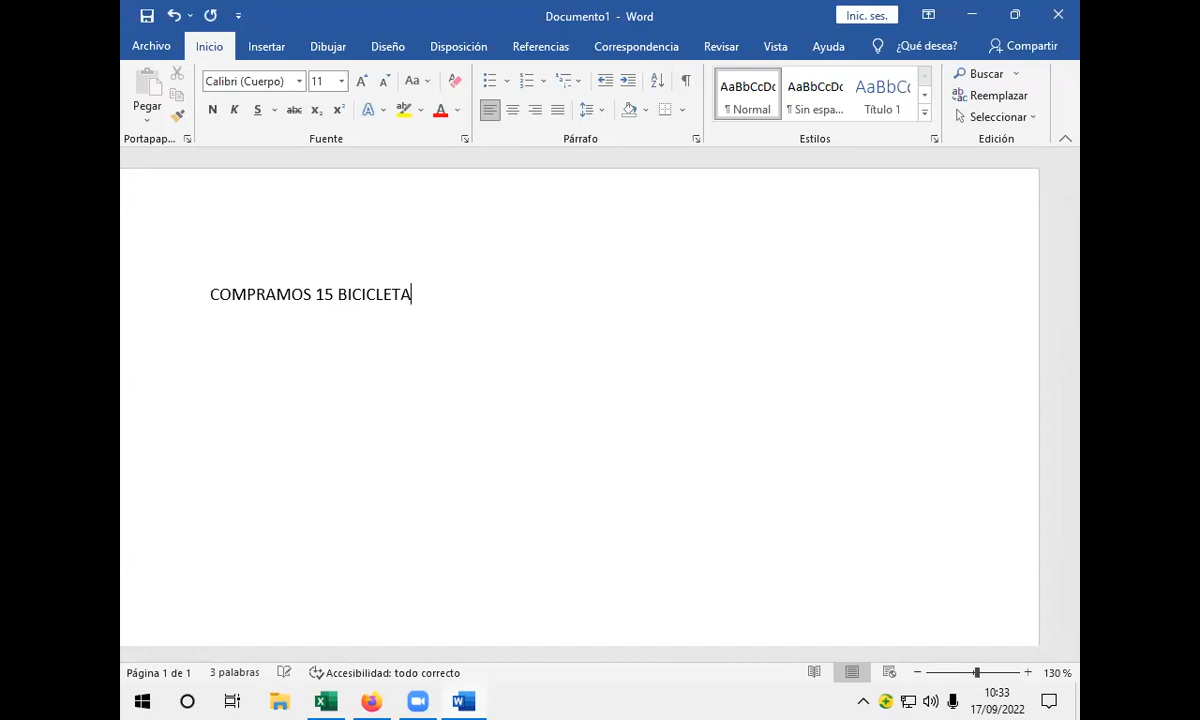 Documento1 - Word
Inic. ses.
Archivo Inicio Insertar Dibujar Diseño Disposición Referencias Correspondencia Revisar Vista Ayuda ¿Qué desea? Compartir
Pegar
Calibri (Cuerpo) 11 Aa
N K S abc x₂ x² A ab A
AaBbCcDc AaBbCcDc AaBbCcDc
¶ Normal ¶ Sin espa... Título 1
Buscar
Reemplazar
Seleccionar
Portapap... Fuente Párrafo Estilos Edición
COMPRAMOS 15 BICICLETA
Página 1 de 1 3 palabras Accesibilidad: todo correcto 130 %
10:33
17/09/2022